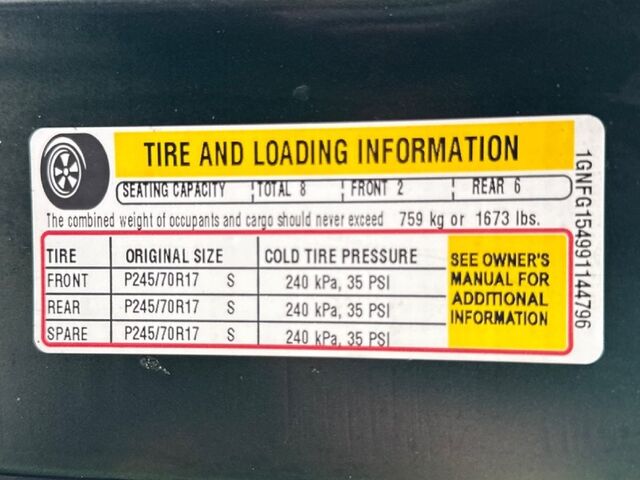 TIRE AND LOADING INFORMATION
SEATING CAPACITY TOTAL 8 FRONT 2 REAR 6
The combined weight of occupants and cargo should never exceed 759 kg or 1673 lbs.
TIRE ORIGINAL SIZE COLD TIRE PRESSURE
FRONT P245/70R17 S 240 kPa, 35 PSI
REAR P245/70R17 S 240 kPa, 35 PSI
SPARE P245/70R17 S 240 kPa, 35 PSI
SEE OWNER'S
MANUAL FOR
ADDITIONAL
INFORMATION
1GNFG154991144796